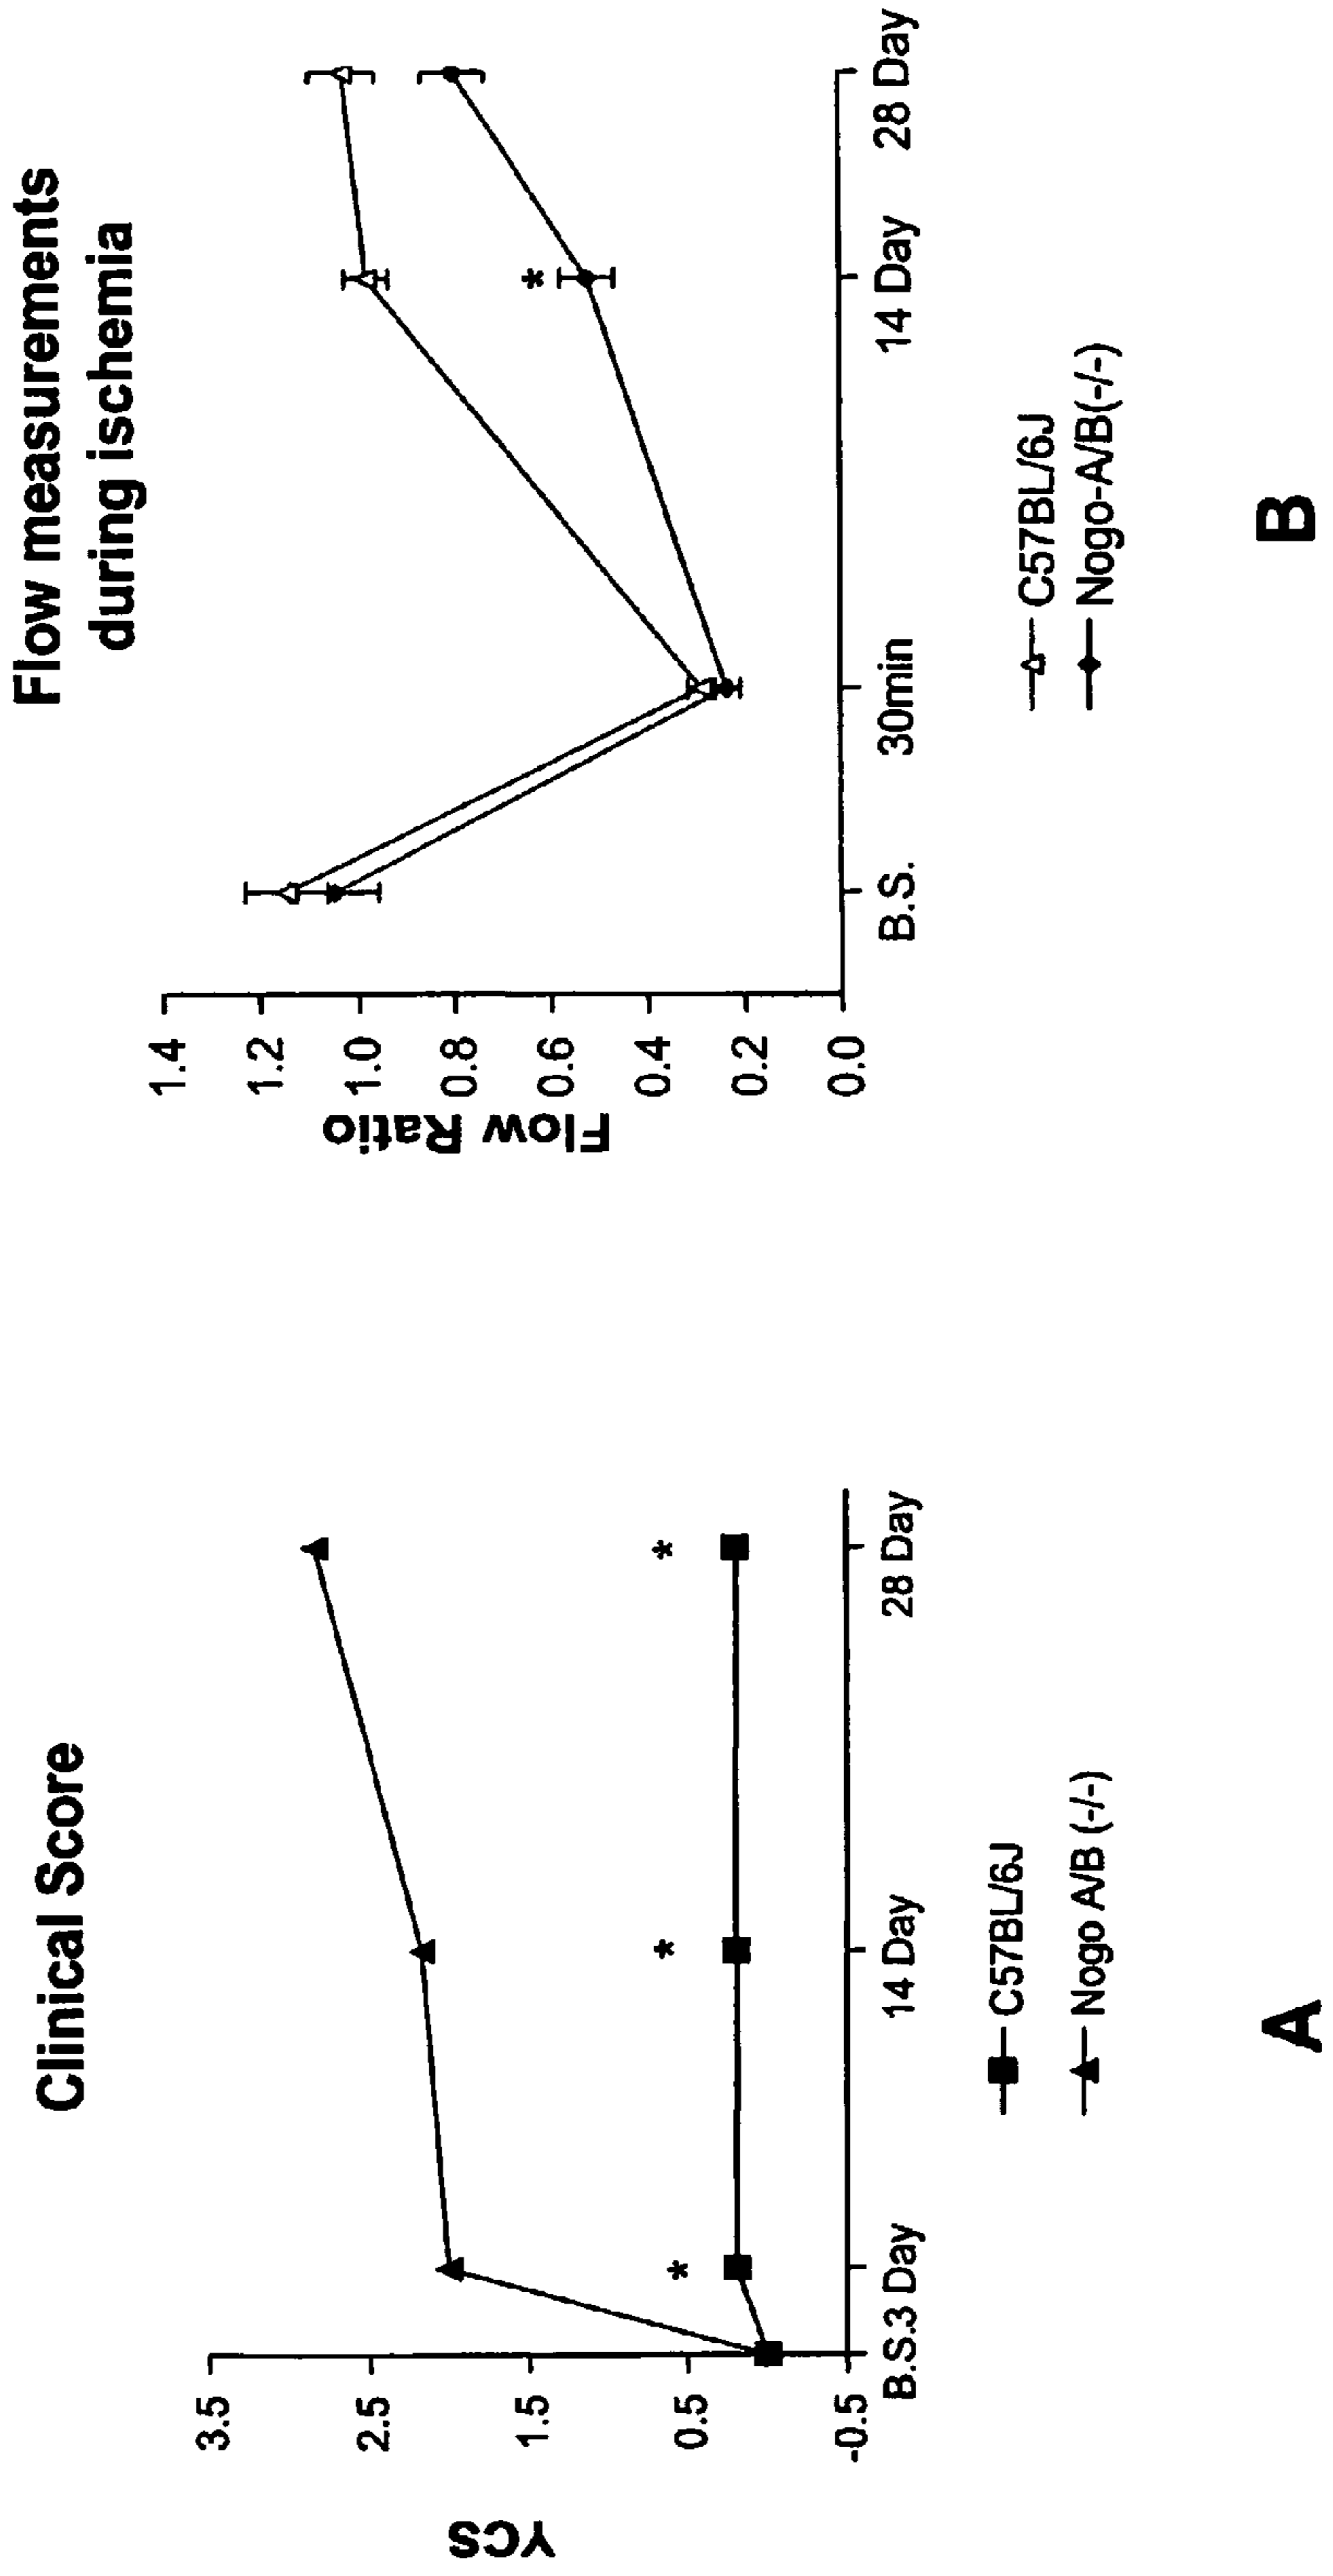 Clinical Score
YCS
3.5
2.5
1.5
0.5
-0.5
B.S.3 Day
14 Day
28 Day
*
*
*
C57BL/6J
Nogo A/B (-/-)
A
Flow measurements
during ischemia
Flow Ratio
1.4
1.2
1.0
0.8
0.6
0.4
0.2
0.0
B.S.
30min
14 Day
28 Day
*
C57BL/6J
Nogo-A/B(-/-)
B